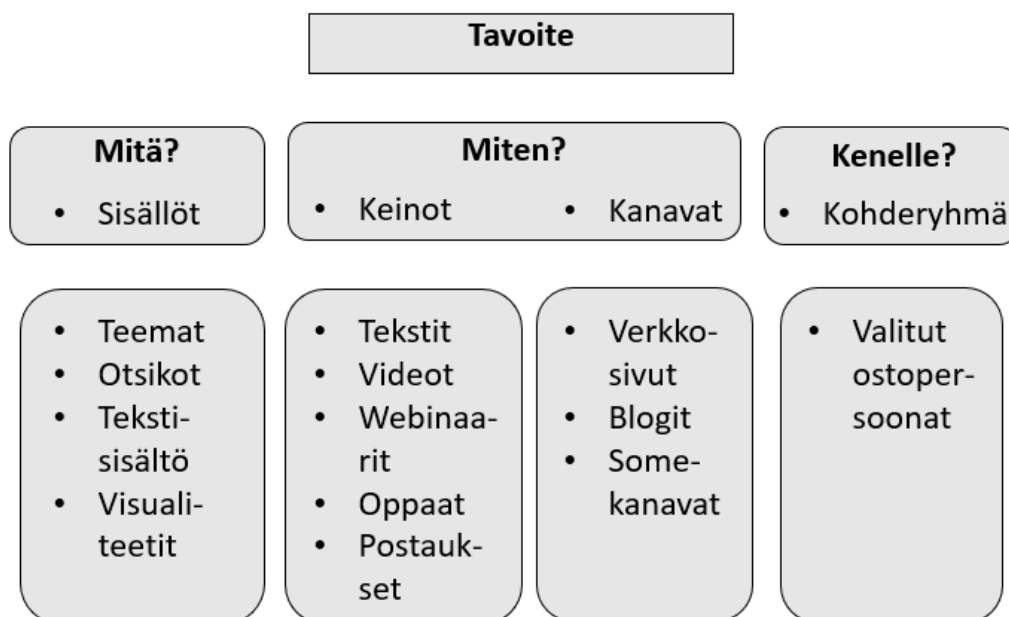 Tavoite
Mitä?
• Sisällöt
Miten?
• Keinot
• Kanavat
Kenelle?
• Kohderyhmä
• Teemat
• Otsikot
• Teksti-
sisältö
• Visuali-
teetit
• Tekstit
• Videot
• Webinaa-
rit
• Oppaat
• Postauk-
set
• Verkko-
sivut
• Blogit
• Some-
kanavat
• Valitut
ostoper-
soonat